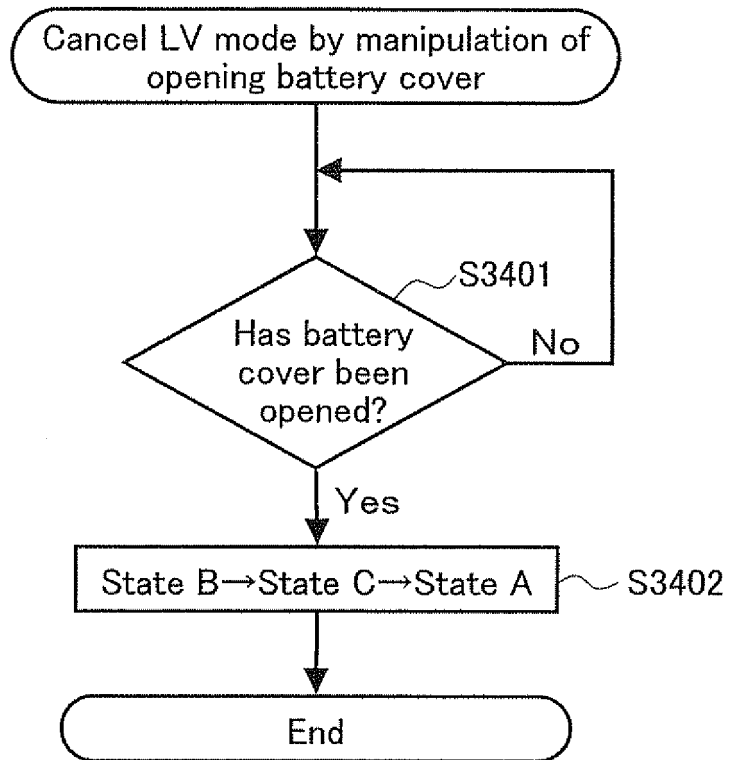 Cancel LV mode by manipulation of
opening battery cover
S3401
Has battery
cover been
opened?
No
Yes
State B→State C→State A
S3402
End